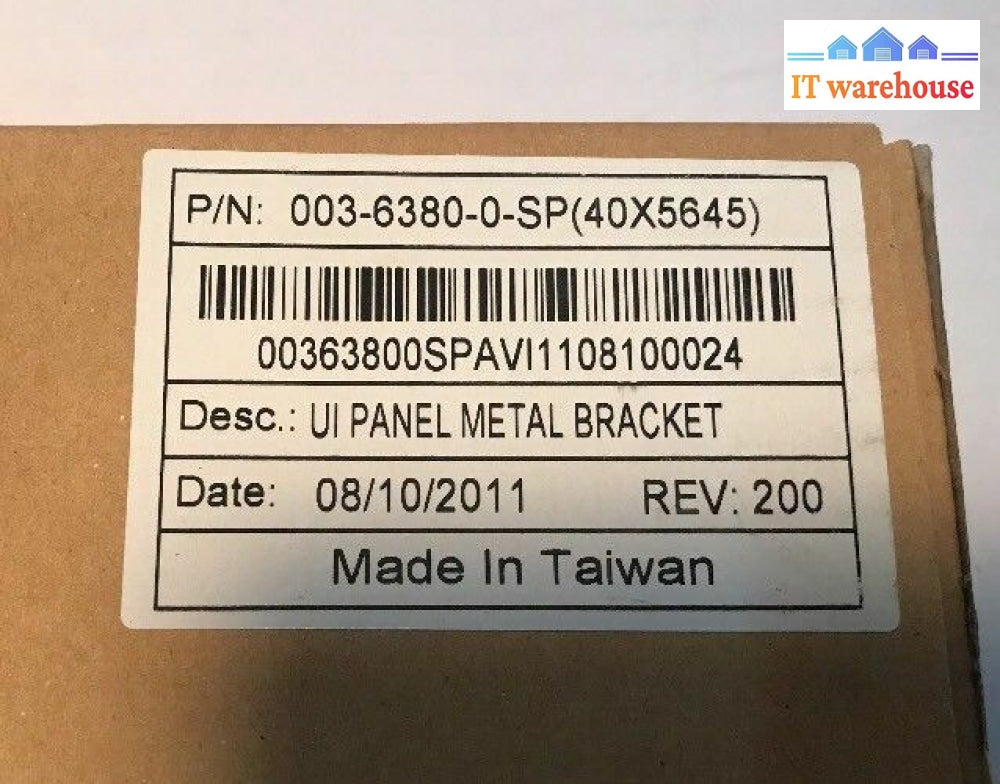 IT warehouse
P/N: 003-6380-0-SP(40X5645)
00363800SPAVI1108100024
Desc.: UI PANEL METAL BRACKET
Date: 08/10/2011 REV: 200
Made In Taiwan